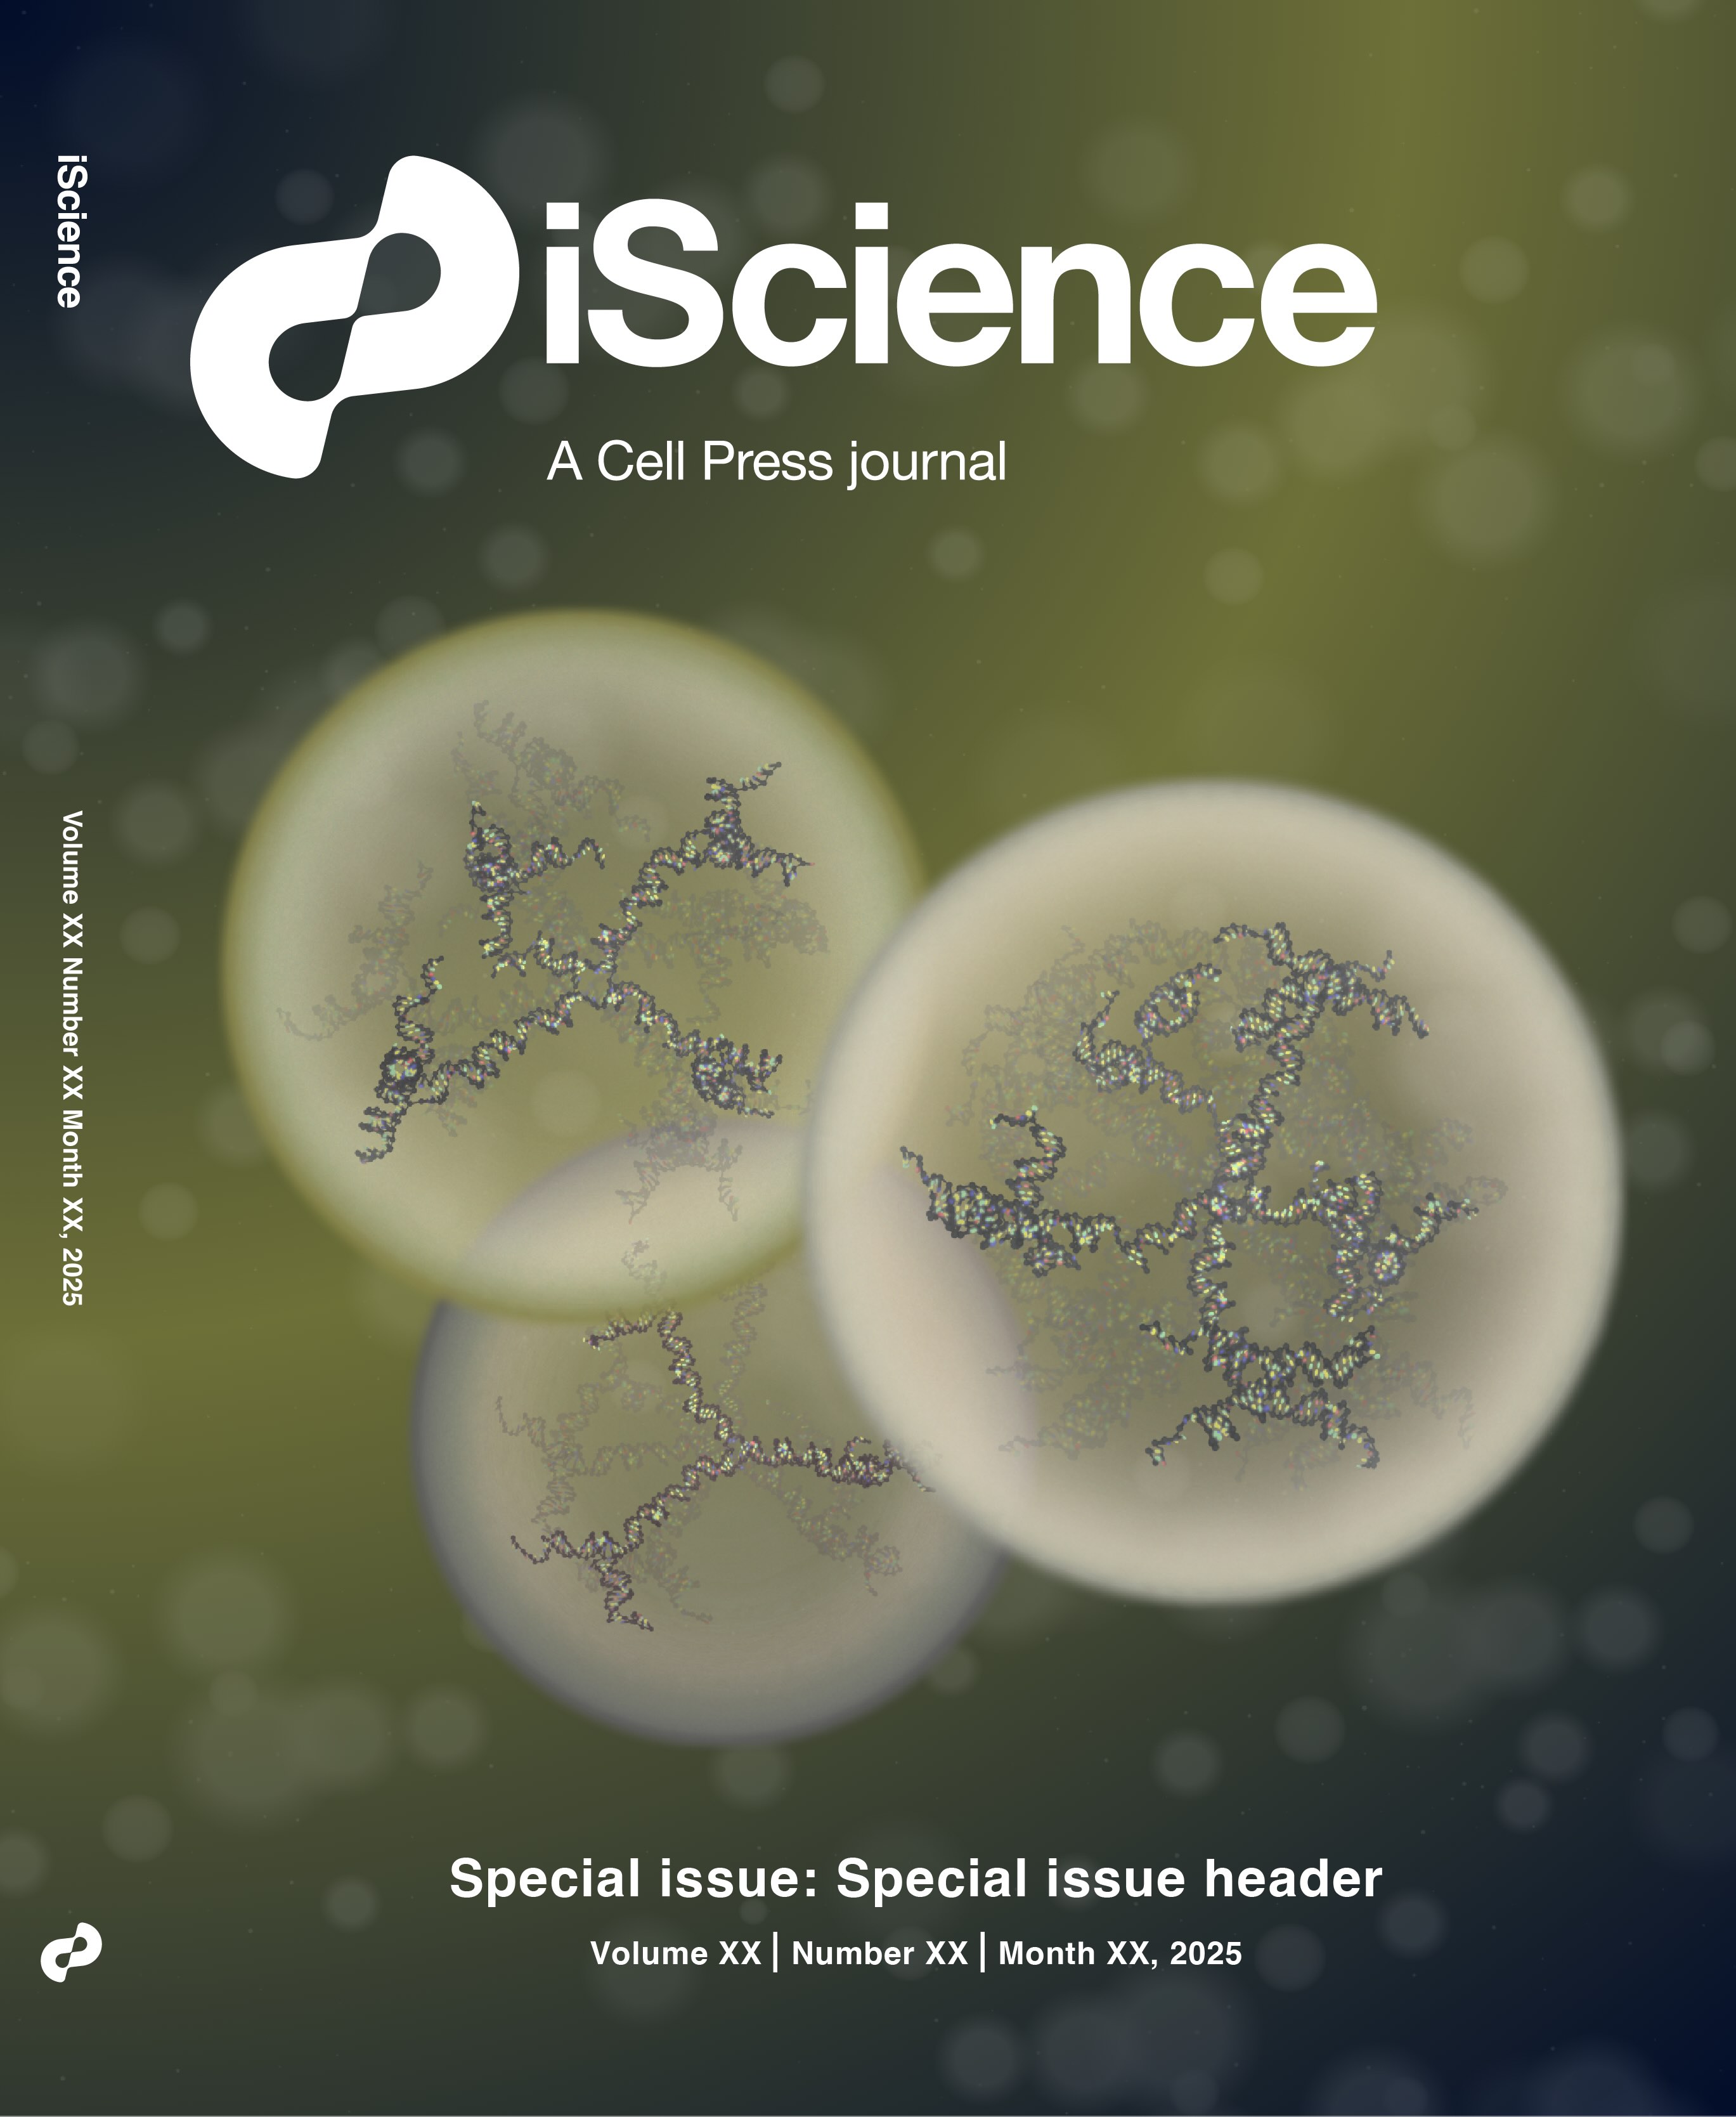 iScience
iScience
A Cell Press journal
Volume XX Number XX Month XX, 2025
Special issue: Special issue header
Volume XX | Number XX | Month XX, 2025